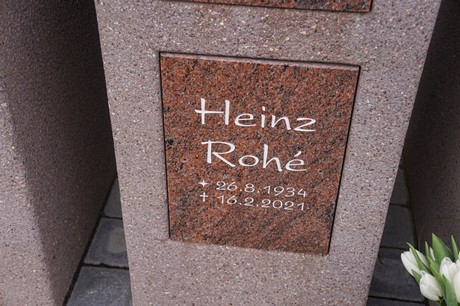 Heinz
Rohé
* 26.8.1934
† 16.2.2021